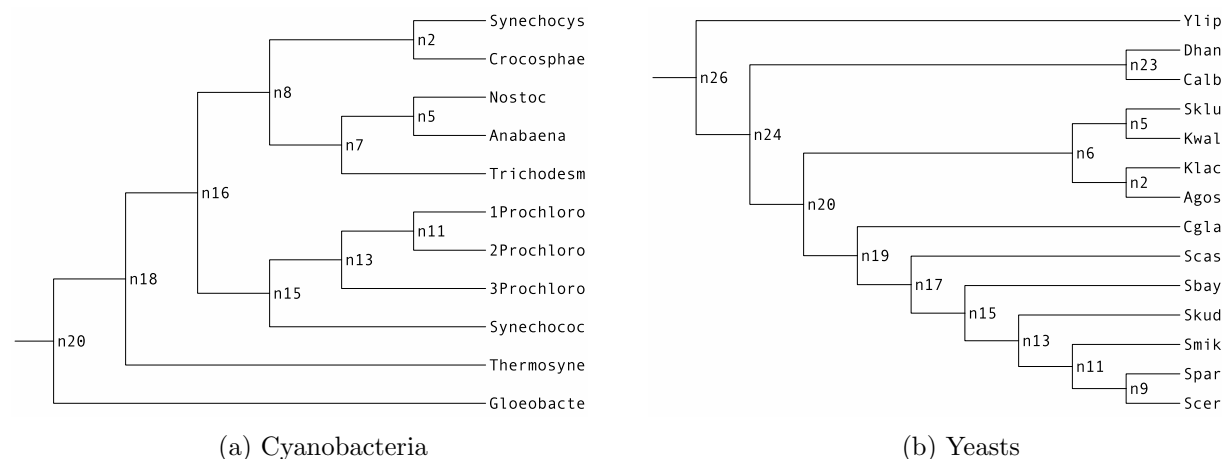 Synechocys
n2
Crocosphae
n8
Nostoc
n5
Anabaena
n7
Trichodesm
n16
1Prochloro
n11
2Prochloro
n13
3Prochloro
n18
n15
Synechococ
n20
Thermosyne
Gloeobacte
(a) Cyanobacteria
Ylip
Dhan
n23
Calb
n26
Sklu
n5
Kwal
n24
n6
Klac
n2
Agos
n20
Cgla
n19
Scas
n17
Sbay
n15
Skud
n13
Smik
n11
Spar
n9
Scer
(b) Yeasts